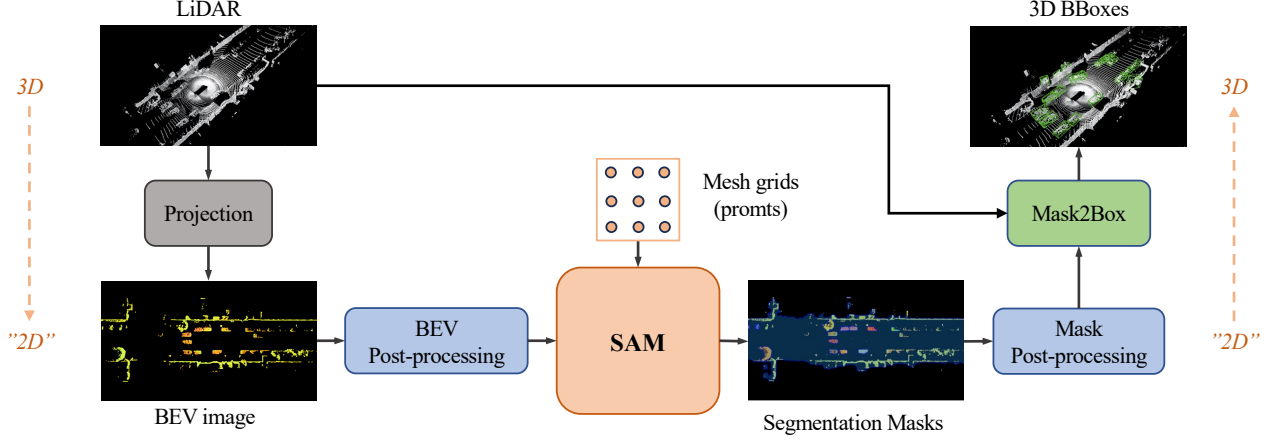 LiDAR
3D BBoxes
3D
3D
Mesh grids
(promts)
Projection
Mask2Box
"2D"
BEV
Post-processing
SAM
Mask
Post-processing
"2D"
BEV image
Segmentation Masks